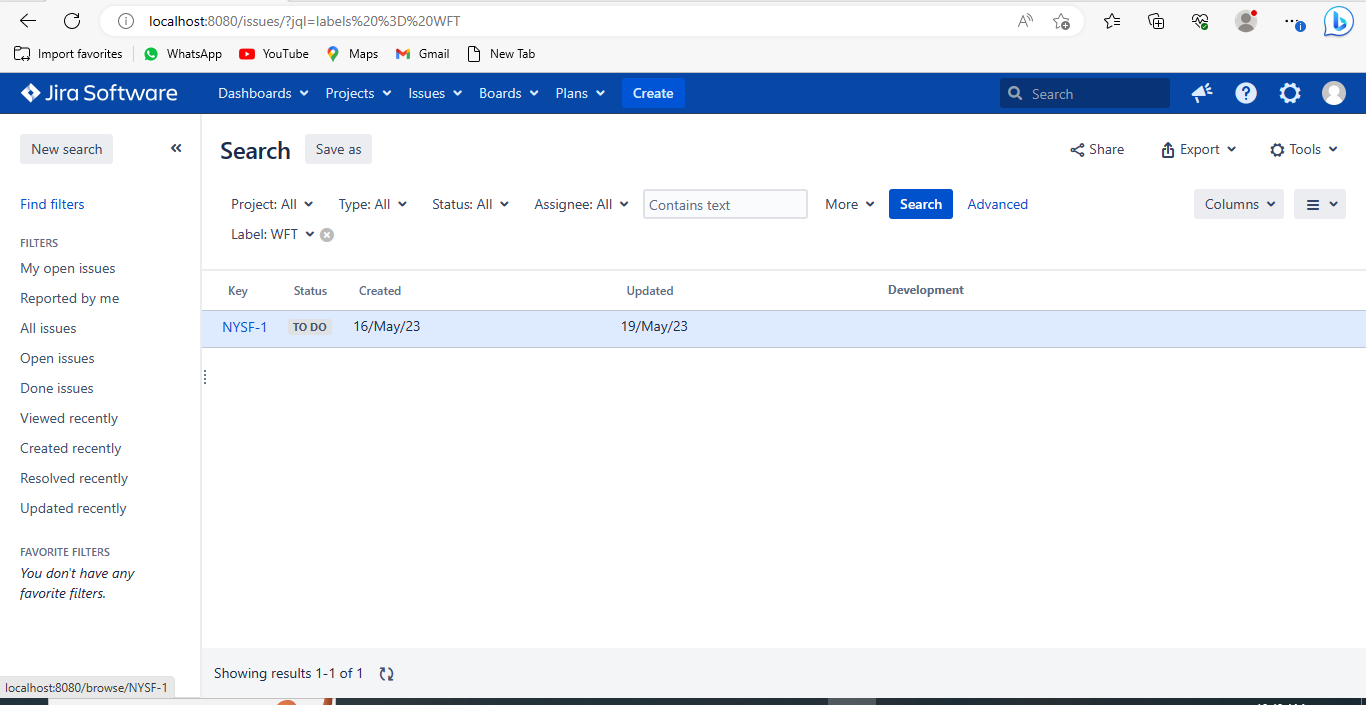 localhost:8080/issues/?jql=labels%20%3D%20WFT
Import favorites WhatsApp YouTube Maps Gmail New Tab
Jira Software Dashboards Projects Issues Boards Plans Create Search
New search
Search Save as Share Export Tools
Find filters
Project: All Type: All Status: All Assignee: All Contains text More Search Advanced Columns
Label: WFT
FILTERS
My open issues
Reported by me
All issues
Open issues
Done issues
Viewed recently
Created recently
Resolved recently
Updated recently
FAVORITE FILTERS
You don't have any
favorite filters.
Key Status Created Updated Development
NYSF-1 TO DO 16/May/23 19/May/23
Showing results 1-1 of 1
localhost:8080/browse/NYSF-1